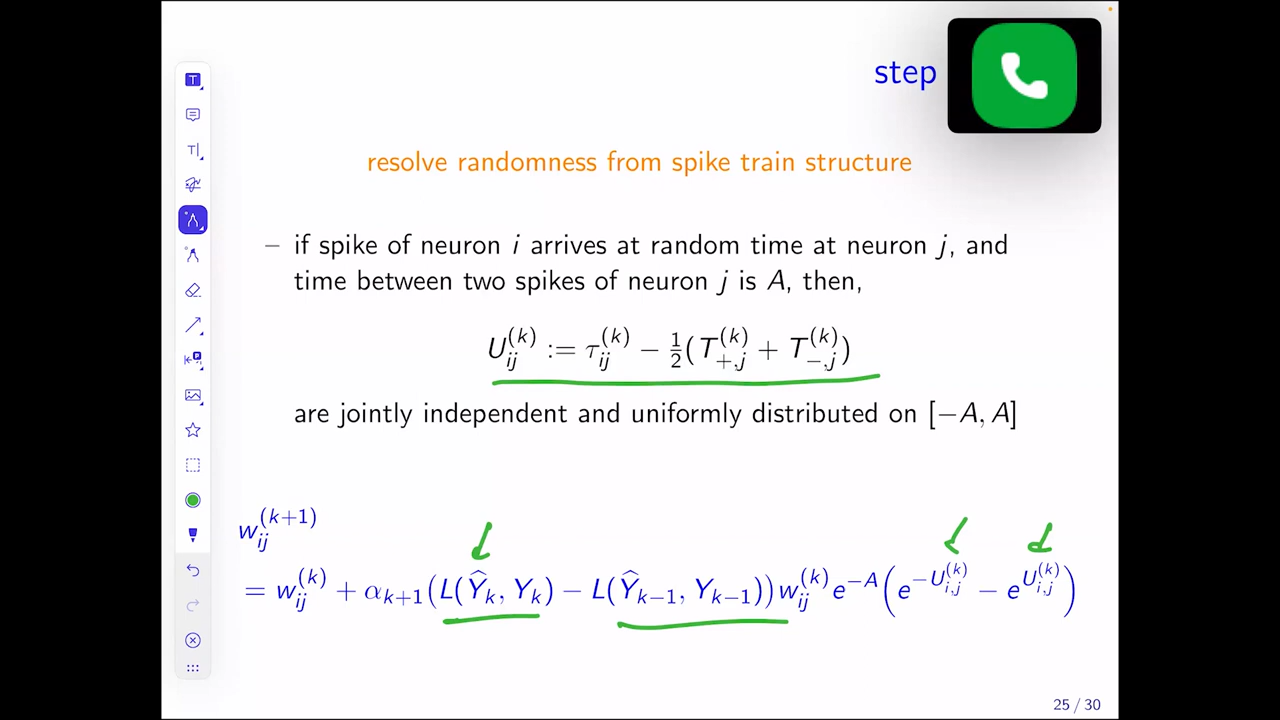 step
resolve randomness from spike train structure
– if spike of neuron i arrives at random time at neuron j, and
time between two spikes of neuron j is A, then,
U_{ij}^{(k)} := τ_{ij}^{(k)} − ½(T_{+,j}^{(k)} + T_{−,j}^{(k)})
are jointly independent and uniformly distributed on [−A, A]
w_{ij}^{(k+1)}
= w_{ij}^{(k)} + α_{k+1}(L(Ŷ_k, Y_k) − L(Ŷ_{k−1}, Y_{k−1}))w_{ij}^{(k)} e^{−A}(e^{−U_{i,j}^{(k)}} − e^{U_{i,j}^{(k)}})
25 / 30